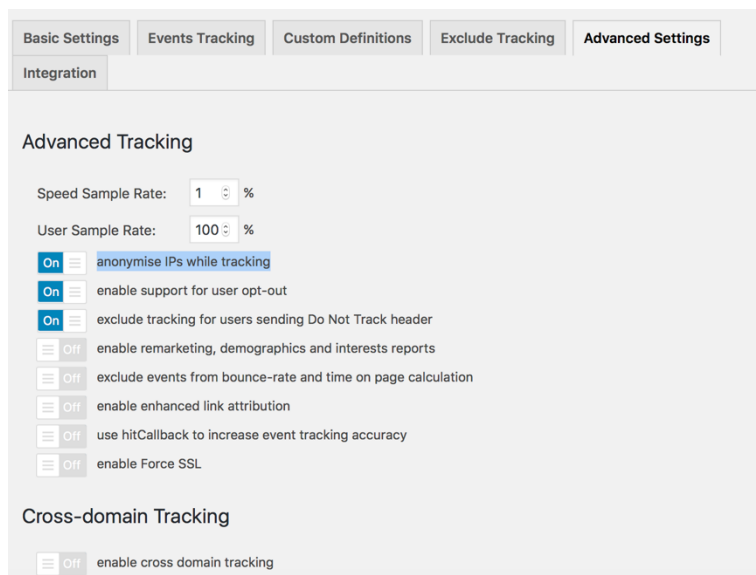 Basic Settings Events Tracking Custom Definitions Exclude Tracking Advanced Settings
Integration
Advanced Tracking
Speed Sample Rate: 1 %
User Sample Rate: 100 %
On anonymise IPs while tracking
On enable support for user opt-out
On exclude tracking for users sending Do Not Track header
Off enable remarketing, demographics and interests reports
Off exclude events from bounce-rate and time on page calculation
Off enable enhanced link attribution
Off use hitCallback to increase event tracking accuracy
Off enable Force SSL
Cross-domain Tracking
Off enable cross domain tracking